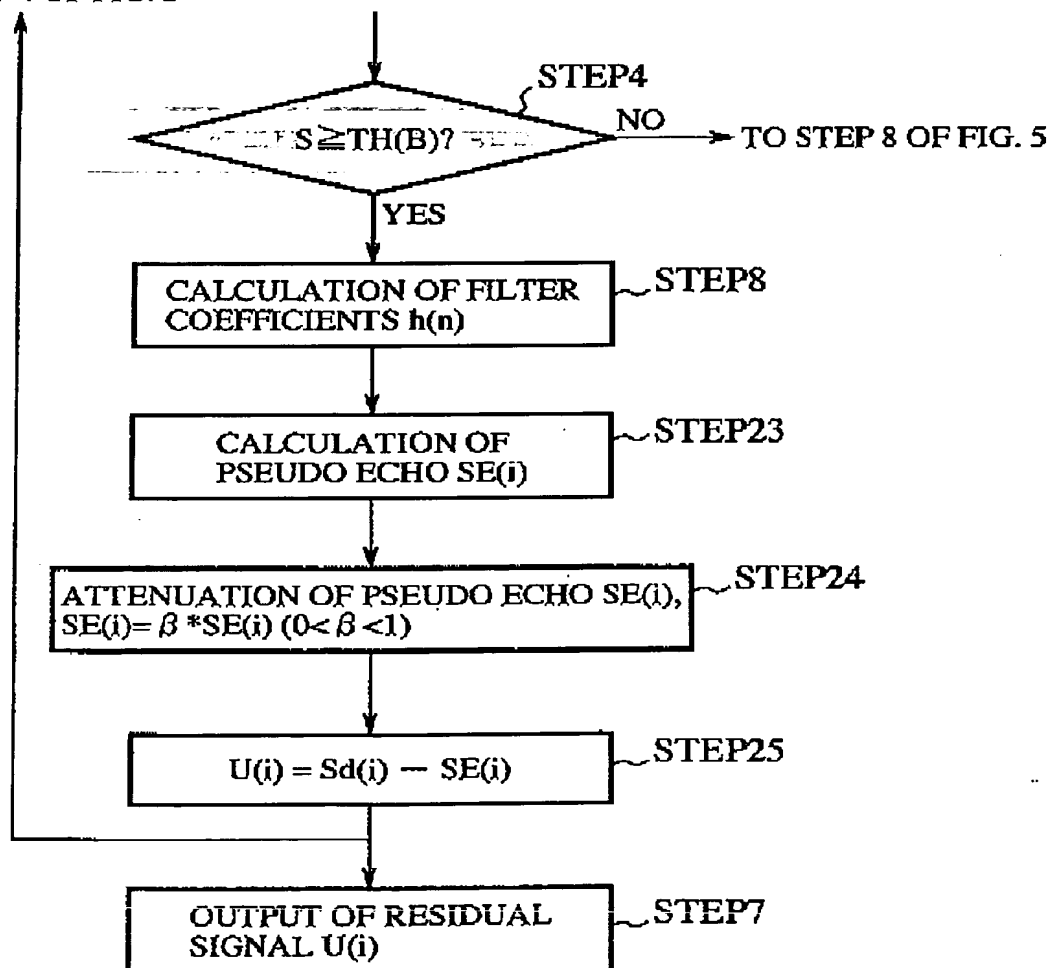 STEP4
S≧TH(B)?
NO
TO STEP 8 OF FIG. 5
YES
CALCULATION OF FILTER
COEFFICIENTS h(n)
STEP8
CALCULATION OF
PSEUDO ECHO SE(i)
STEP23
ATTENUATION OF PSEUDO ECHO SE(i),
SE(i)= β *SE(i) (0< β <1)
STEP24
U(i) = Sd(i) — SE(i)
STEP25
OUTPUT OF RESIDUAL
SIGNAL U(i)
STEP7